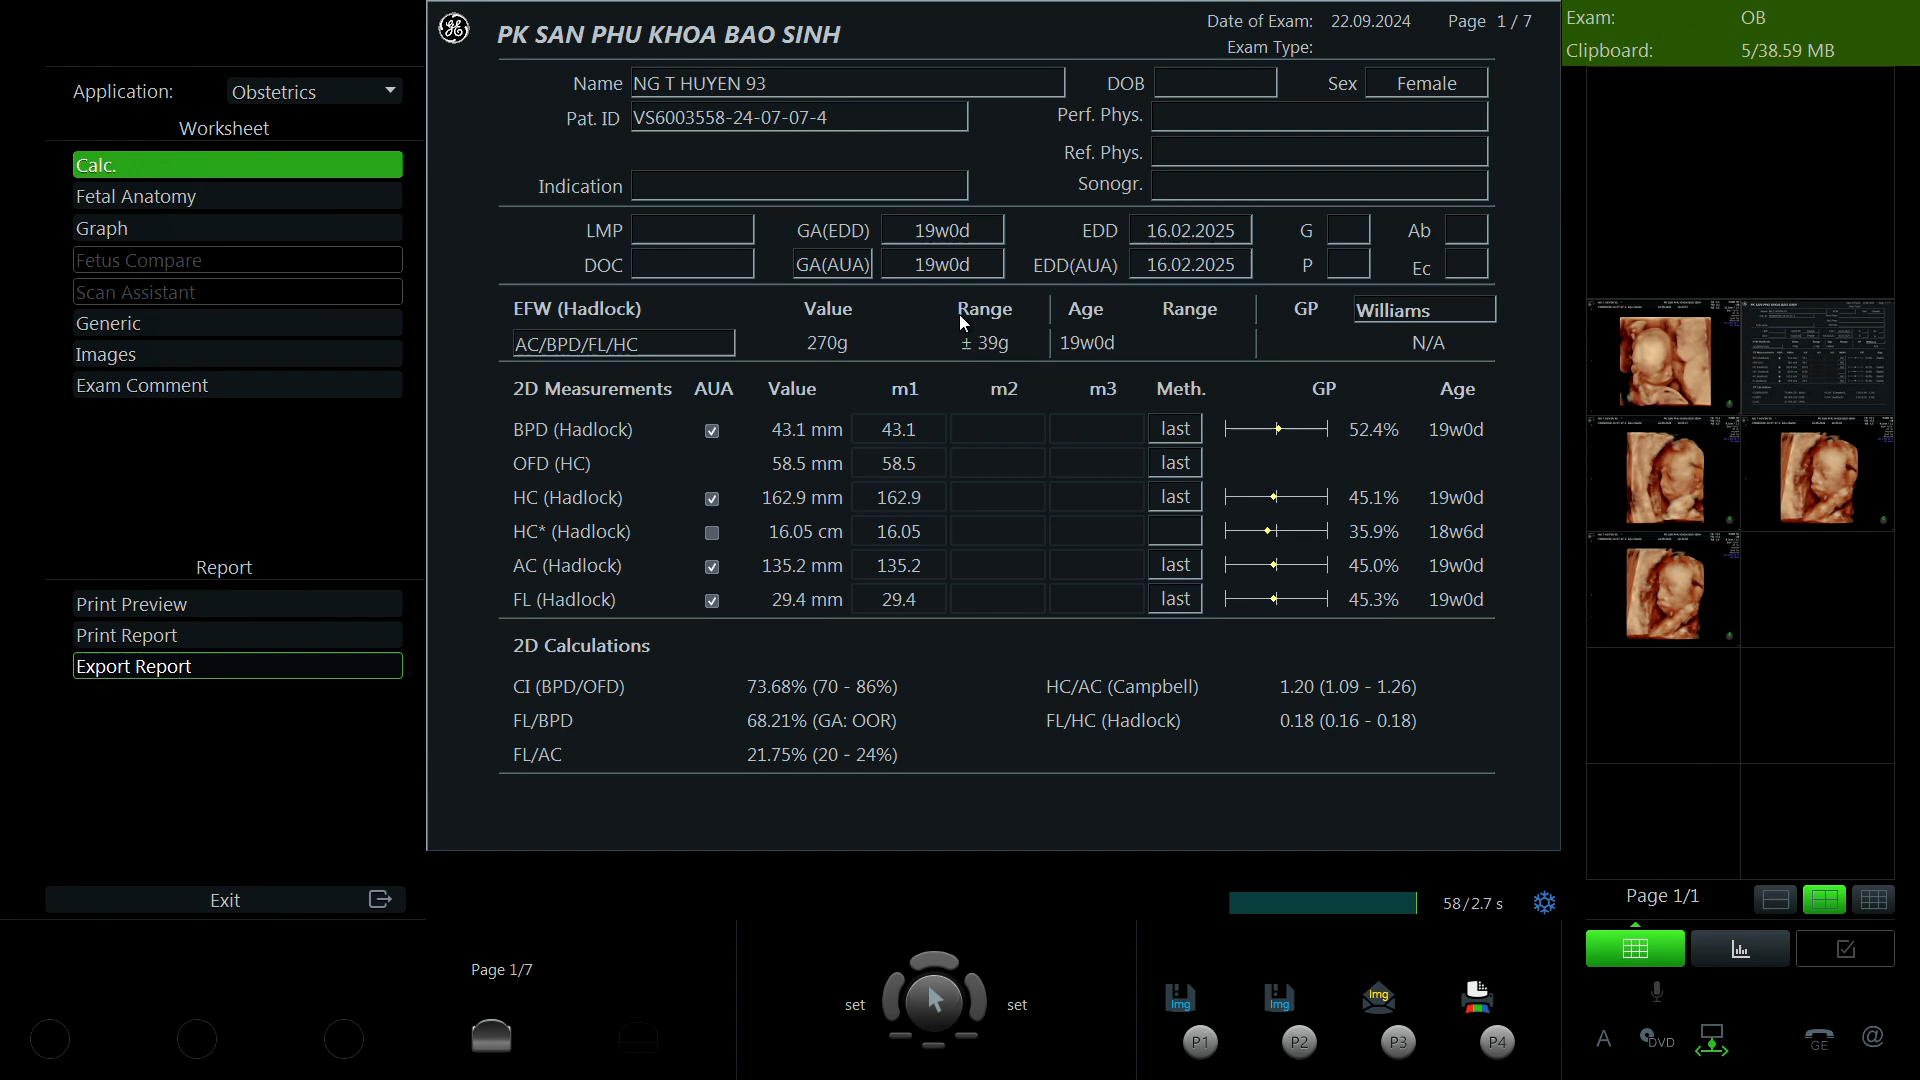 PK SAN PHU KHOA BAO SINH
Date of Exam: 22.09.2024 Page 1 / 7
Exam Type:
Exam: OB
Clipboard: 5/38.59 MB
Application: Obstetrics
Worksheet
Calc.
Fetal Anatomy
Graph
Fetus Compare
Scan Assistant
Generic
Images
Exam Comment
Report
Print Preview
Print Report
Export Report
Exit
Name NG T HUYEN 93 DOB Sex Female
Pat. ID VS6003558-24-07-07-4 Perf. Phys.
Ref. Phys.
Indication Sonogr.
LMP GA(EDD) 19w0d EDD 16.02.2025 G Ab
DOC GA(AUA) 19w0d EDD(AUA) 16.02.2025 P Ec
EFW (Hadlock) Value Range Age Range GP Williams
AC/BPD/FL/HC 270g ± 39g 19w0d N/A
2D Measurements AUA Value m1 m2 m3 Meth. GP Age
BPD (Hadlock) 43.1 mm 43.1 last 52.4% 19w0d
OFD (HC) 58.5 mm 58.5 last
HC (Hadlock) 162.9 mm 162.9 last 45.1% 19w0d
HC* (Hadlock) 16.05 cm 16.05 35.9% 18w6d
AC (Hadlock) 135.2 mm 135.2 last 45.0% 19w0d
FL (Hadlock) 29.4 mm 29.4 last 45.3% 19w0d
2D Calculations
CI (BPD/OFD) 73.68% (70 - 86%) HC/AC (Campbell) 1.20 (1.09 - 1.26)
FL/BPD 68.21% (GA: OOR) FL/HC (Hadlock) 0.18 (0.16 - 0.18)
FL/AC 21.75% (20 - 24%)
58/2.7 s
Page 1/1
Page 1/7
set set
Img Img Img
P1 P2 P3 P4
A DVD GE @